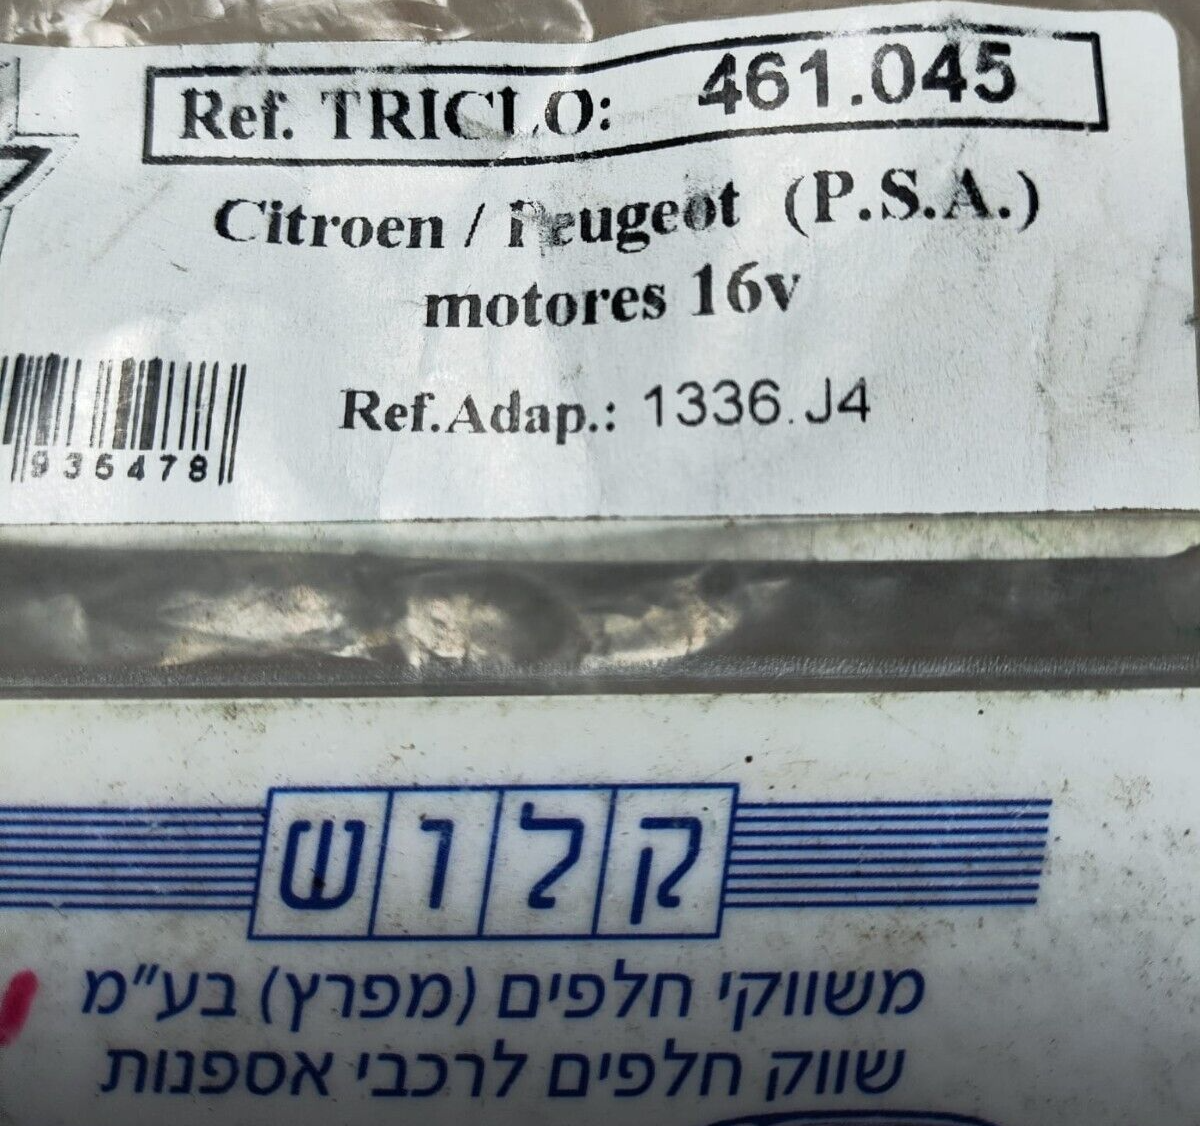 Ref. TRICLO: 461.045
Citroen / Peugeot (P.S.A.)
motores 16v
Ref.Adap.: 1336.J4
936478
קלוש
משווקי חלפים (מפרץ) בע"מ
שווק חלפים לרכבי אספנות